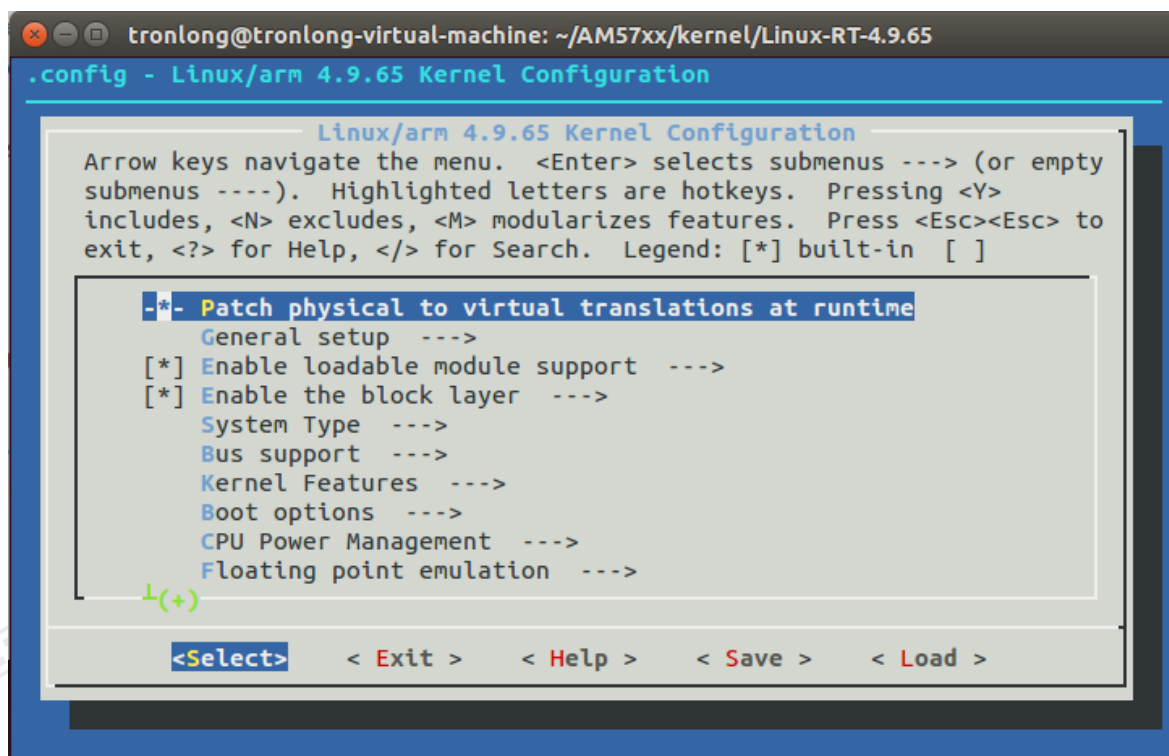 tronlong@tronlong-virtual-machine: ~/AM57xx/kernel/Linux-RT-4.9.65
.config - Linux/arm 4.9.65 Kernel Configuration
Linux/arm 4.9.65 Kernel Configuration
Arrow keys navigate the menu.  <Enter> selects submenus ---> (or empty
submenus ----).  Highlighted letters are hotkeys.  Pressing <Y>
includes, <N> excludes, <M> modularizes features.  Press <Esc><Esc> to
exit, <?> for Help, </> for Search.  Legend: [*] built-in  [ ]
-*- Patch physical to virtual translations at runtime
General setup  --->
[*] Enable loadable module support  --->
[*] Enable the block layer  --->
System Type  --->
Bus support  --->
Kernel Features  --->
Boot options  --->
CPU Power Management  --->
Floating point emulation  --->
┴(+)
<Select>    < Exit >    < Help >    < Save >    < Load >